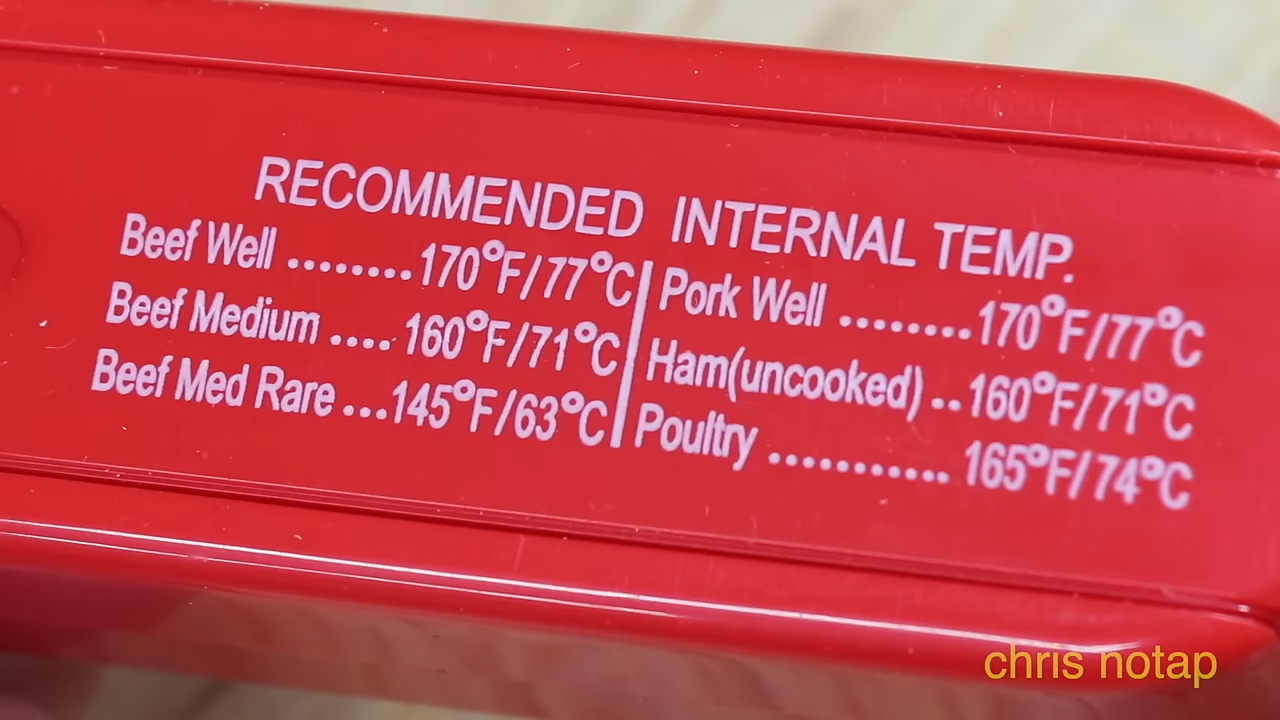 RECOMMENDED INTERNAL TEMP.
Beef Well ........170°F/77°C
Beef Medium ....160°F/71°C
Beef Med Rare ...145°F/63°C
Pork Well ........170°F/77°C
Ham(uncooked) ..160°F/71°C
Poultry ............165°F/74°C
chris notap